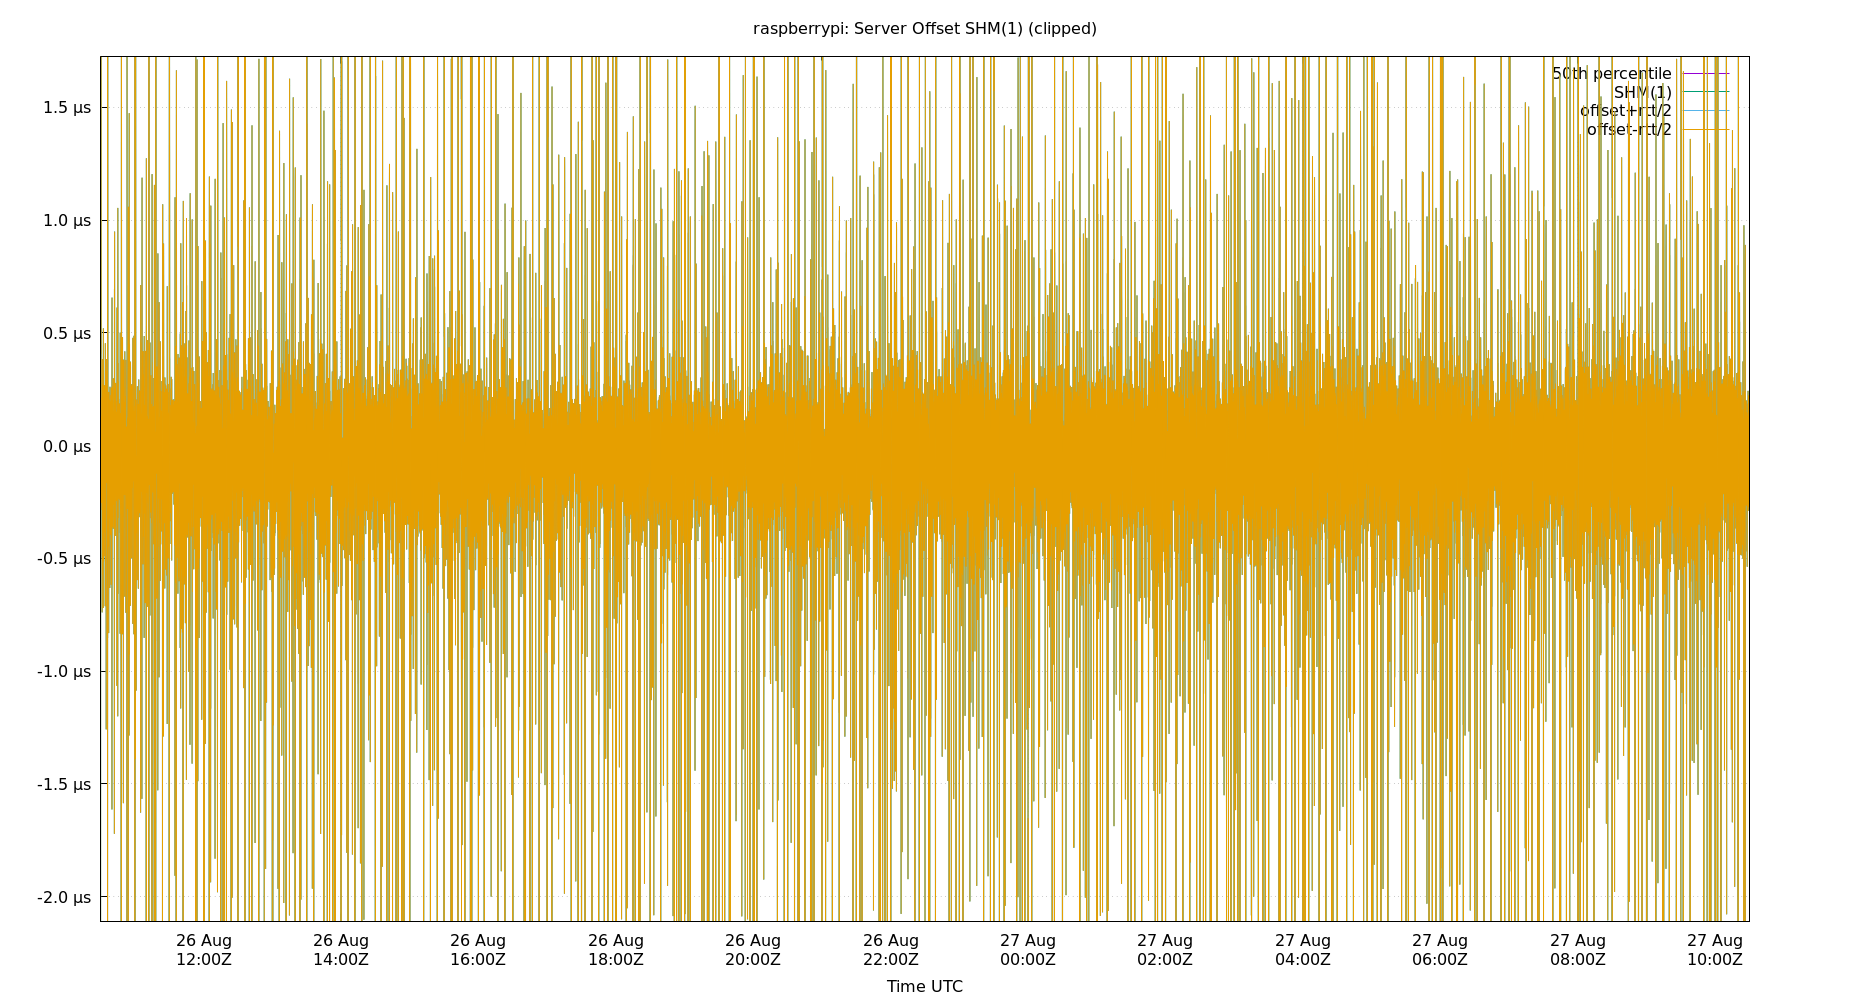 raspberrypi: Server Offset SHM(1) (clipped)
50th percentile
SHM(1)
offset+rtt/2
offset-rtt/2
1.5 µs
1.0 µs
0.5 µs
0.0 µs
-0.5 µs
-1.0 µs
-1.5 µs
-2.0 µs
26 Aug 26 Aug 26 Aug 26 Aug 26 Aug 26 Aug 27 Aug 27 Aug 27 Aug 27 Aug 27 Aug 27 Aug
12:00Z 14:00Z 16:00Z 18:00Z 20:00Z 22:00Z 00:00Z 02:00Z 04:00Z 06:00Z 08:00Z 10:00Z
Time UTC